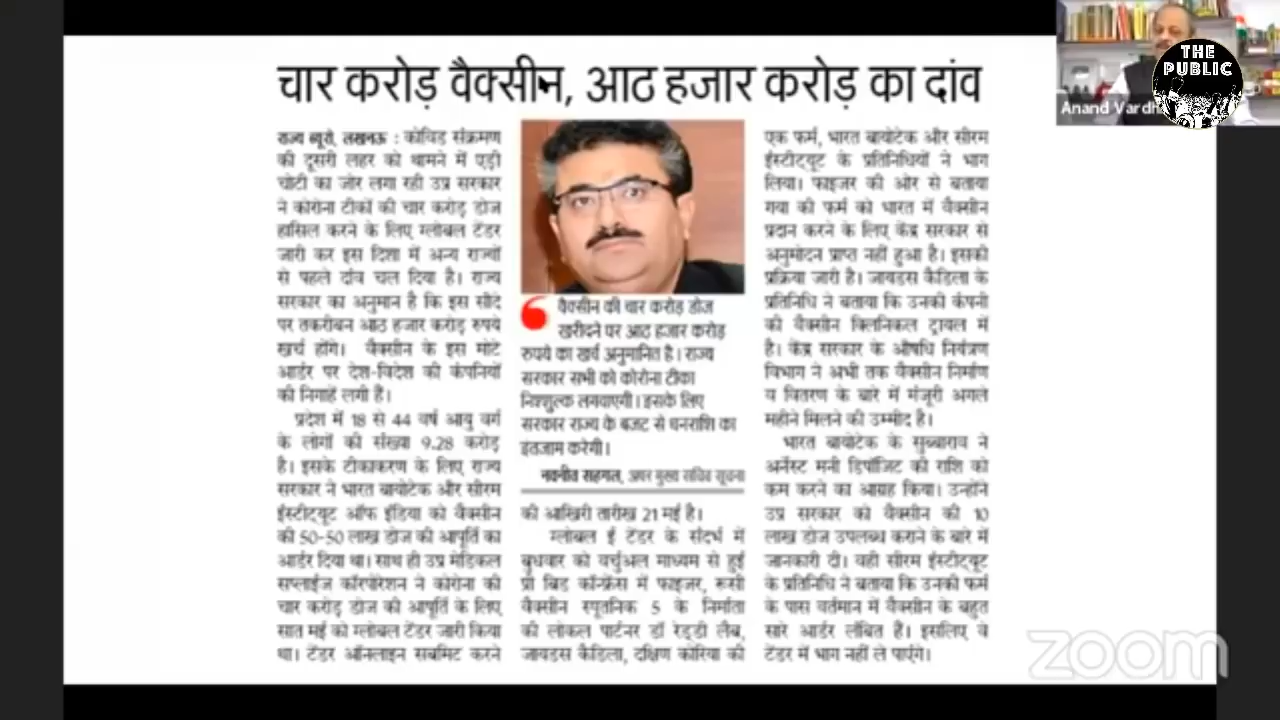 चार करोड़ वैक्सीन, आठ हजार करोड़ का दांव
राज्य ब्यूरो, लखनऊ : कोविड संक्रमण
की दूसरी लहर को थामने में एड़ी
चोटी का जोर लगा रही उप्र सरकार
ने कोरोना टीकों की चार करोड़ डोज
हासिल करने के लिए ग्लोबल टेंडर
जारी कर इस दिशा में अन्य राज्यों
से पहले दांव चल दिया है। राज्य
सरकार का अनुमान है कि इस सौदे
पर तकरीबन आठ हजार करोड़ रुपये
खर्च होंगे। वैक्सीन के इस मोटे
आर्डर पर देश-विदेश की कंपनियों
की निगाहें लगी हैं।
प्रदेश में 18 से 44 वर्ष आयु वर्ग
के लोगों की संख्या 9.28 करोड़
है। इसके टीकाकरण के लिए राज्य
सरकार ने भारत बायोटेक और सीरम
इंस्टीट्यूट ऑफ इंडिया को वैक्सीन
की 50-50 लाख डोज की आपूर्ति का
आर्डर दिया था। साथ ही उप्र मेडिकल
सप्लाईज कॉरपोरेशन ने कोरोना की
चार करोड़ डोज की आपूर्ति के लिए
सात मई को ग्लोबल टेंडर जारी किया
था। टेंडर ऑनलाइन सबमिट करने
वैक्सीन की चार करोड़ डोज
खरीदने पर आठ हजार करोड़
रुपये का खर्च अनुमानित है। राज्य
सरकार सभी को कोरोना टीका
निश्शुल्क लगवाएगी। इसके लिए
सरकार राज्य के बजट से धनराशि का
इंतजाम करेगी।
नवनीत सहगल, अपर मुख्य सचिव सूचना
की आखिरी तारीख 21 मई है।
ग्लोबल ई टेंडर के संदर्भ में
बुधवार को वर्चुअल माध्यम से हुई
प्री बिड कॉन्फ्रेंस में फाइजर, रूसी
वैक्सीन स्पूतनिक 5 के निर्माता
की लोकल पार्टनर डॉ रेड्डी लैब,
जायडस कैडिला, दक्षिण कोरिया की
एक फर्म, भारत बायोटेक और सीरम
इंस्टीट्यूट के प्रतिनिधियों ने भाग
लिया। फाइजर की ओर से बताया
गया की फर्म को भारत में वैक्सीन
प्रदान करने के लिए केंद्र सरकार से
अनुमोदन प्राप्त नहीं हुआ है। इसकी
प्रक्रिया जारी है। जायडस कैडिला के
प्रतिनिधि ने बताया कि उनकी कंपनी
की वैक्सीन क्लिनिकल ट्रायल में
है। केंद्र सरकार के औषधि नियंत्रण
विभाग ने अभी तक वैक्सीन निर्माण
व वितरण के बारे में मंजूरी अगले
महीने मिलने की उम्मीद है।
भारत बायोटेक के सुब्बाराव ने
अर्नेस्ट मनी डिपॉजिट की राशि को
कम करने का आग्रह किया। उन्होंने
उप्र सरकार को वैक्सीन की 10
लाख डोज उपलब्ध कराने के बारे में
जानकारी दी। वही सीरम इंस्टीट्यूट
के प्रतिनिधि ने बताया कि उनकी फर्म
के पास वर्तमान में वैक्सीन के बहुत
सारे आर्डर लंबित हैं। इसलिए वे
टेंडर में भाग नहीं ले पाएंगे।
THE
PUBLIC
Anand Vardh
zoom